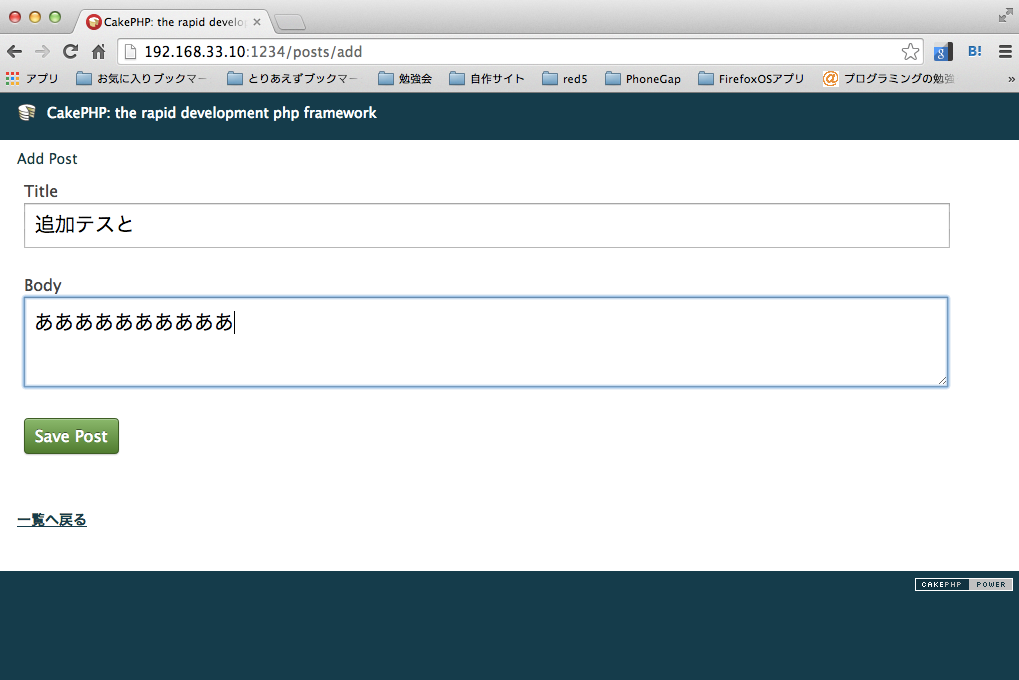 CakePHP: the rapid develo
192.168.33.10:1234/posts/add
アプリ お気に入りブックマー とりあえずブックマー 勉強会 自作サイト red5 PhoneGap FirefoxOSアプリ プログラミングの勉強 »
CakePHP: the rapid development php framework
Add Post
Title
追加テスと
Body
ああああああああああ
Save Post
一覧へ戻る
CAKEPHP POWER